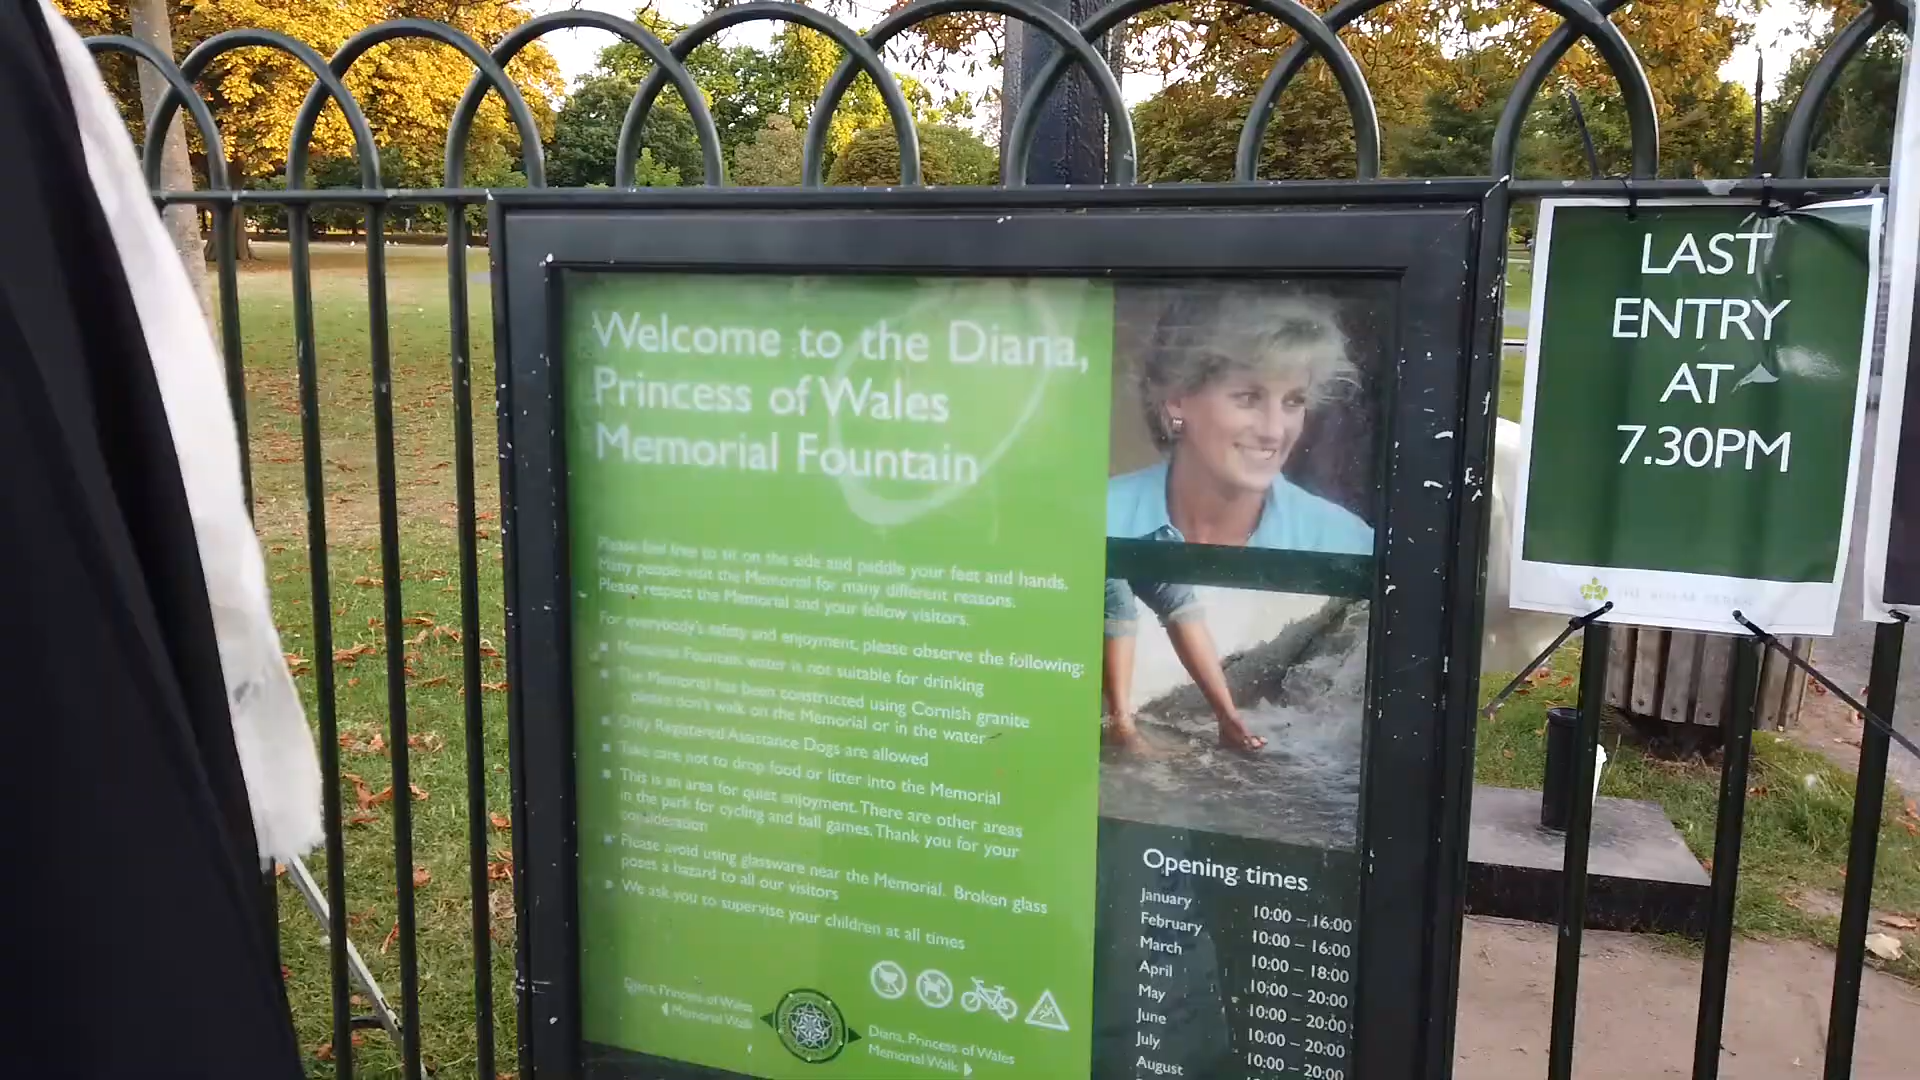 Welcome to the Diana,
Princess of Wales
Memorial Fountain
Please feel free to sit on the side and paddle your feet and hands.
Many people visit the Memorial for many different reasons.
Please respect the Memorial and your fellow visitors.
For everybody's safety and enjoyment, please observe the following:
Memorial Fountain water is not suitable for drinking
The Memorial has been constructed using Cornish granite
- please don't walk on the Memorial or in the water
Only Registered Assistance Dogs are allowed
Take care not to drop food or litter into the Memorial
This is an area for quiet enjoyment. There are other areas
in the park for cycling and ball games. Thank you for your
consideration
Please avoid using glassware near the Memorial. Broken glass
poses a hazard to all our visitors
We ask you to supervise your children at all times
Diana, Princess of Wales
Memorial Walk
Diana, Princess of Wales
Memorial Walk
Opening times
January 10:00 – 16:00
February 10:00 – 16:00
March 10:00 – 18:00
April 10:00 – 20:00
May 10:00 – 20:00
June 10:00 – 20:00
July 10:00 – 20:00
August
LAST
ENTRY
AT
7.30PM
THE ROYAL PARKS